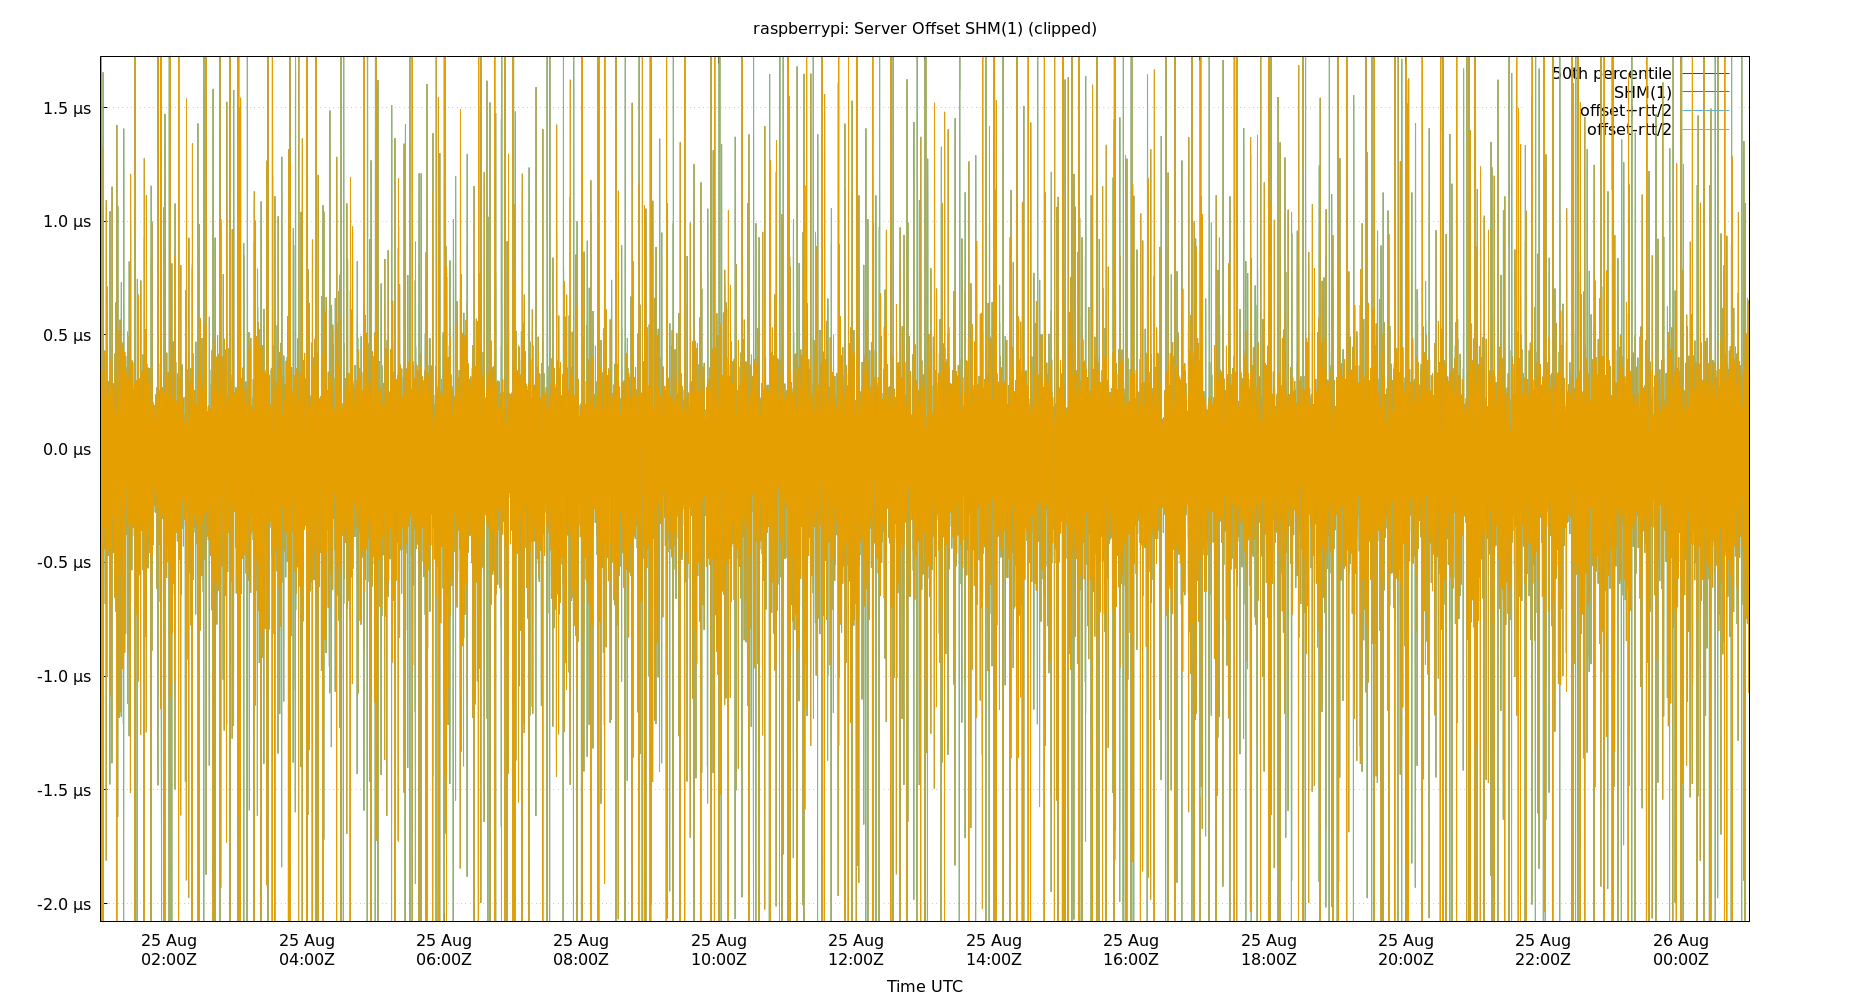 raspberrypi: Server Offset SHM(1) (clipped)
50th percentile
SHM(1)
offset+rtt/2
offset-rtt/2
1.5 µs
1.0 µs
0.5 µs
0.0 µs
-0.5 µs
-1.0 µs
-1.5 µs
-2.0 µs
25 Aug 25 Aug 25 Aug 25 Aug 25 Aug 25 Aug 25 Aug 25 Aug 25 Aug 25 Aug 25 Aug 26 Aug
02:00Z 04:00Z 06:00Z 08:00Z 10:00Z 12:00Z 14:00Z 16:00Z 18:00Z 20:00Z 22:00Z 00:00Z
Time UTC